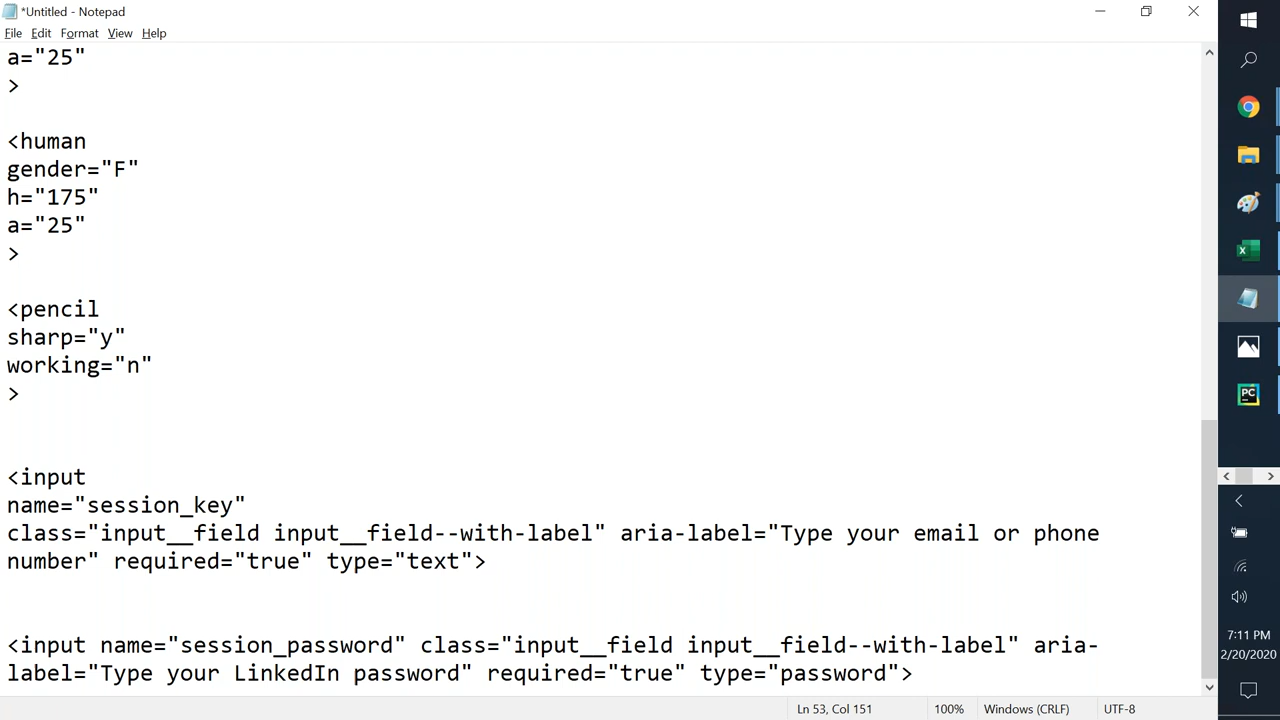 *Untitled - Notepad
File Edit Format View Help
a="25"
>
<human
gender="F"
h="175"
a="25"
>
<pencil
sharp="y"
working="n"
>
<input
name="session_key"
class="input__field input__field--with-label" aria-label="Type your email or phone
number" required="true" type="text">
<input name="session_password" class="input__field input__field--with-label" aria-
label="Type your LinkedIn password" required="true" type="password">
Ln 53, Col 151 100% Windows (CRLF) UTF-8
PC
7:11 PM
2/20/2020